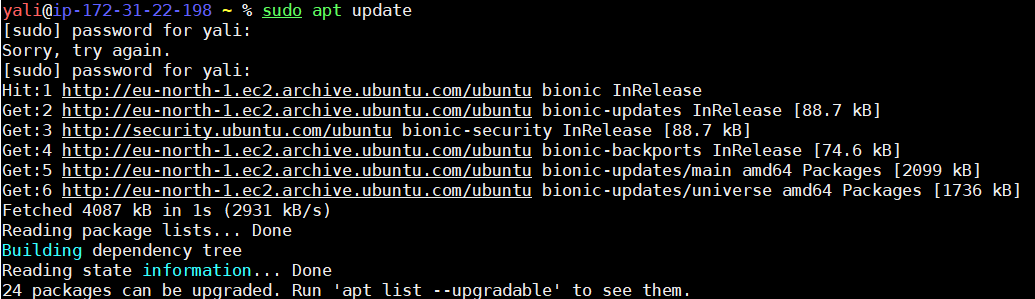 yali@ip-172-31-22-198 ~ % sudo apt update
[sudo] password for yali:
Sorry, try again.
[sudo] password for yali:
Hit:1 http://eu-north-1.ec2.archive.ubuntu.com/ubuntu bionic InRelease
Get:2 http://eu-north-1.ec2.archive.ubuntu.com/ubuntu bionic-updates InRelease [88.7 kB]
Get:3 http://security.ubuntu.com/ubuntu bionic-security InRelease [88.7 kB]
Get:4 http://eu-north-1.ec2.archive.ubuntu.com/ubuntu bionic-backports InRelease [74.6 kB]
Get:5 http://eu-north-1.ec2.archive.ubuntu.com/ubuntu bionic-updates/main amd64 Packages [2099 kB]
Get:6 http://eu-north-1.ec2.archive.ubuntu.com/ubuntu bionic-updates/universe amd64 Packages [1736 kB]
Fetched 4087 kB in 1s (2931 kB/s)
Reading package lists... Done
Building dependency tree
Reading state information... Done
24 packages can be upgraded. Run 'apt list --upgradable' to see them.